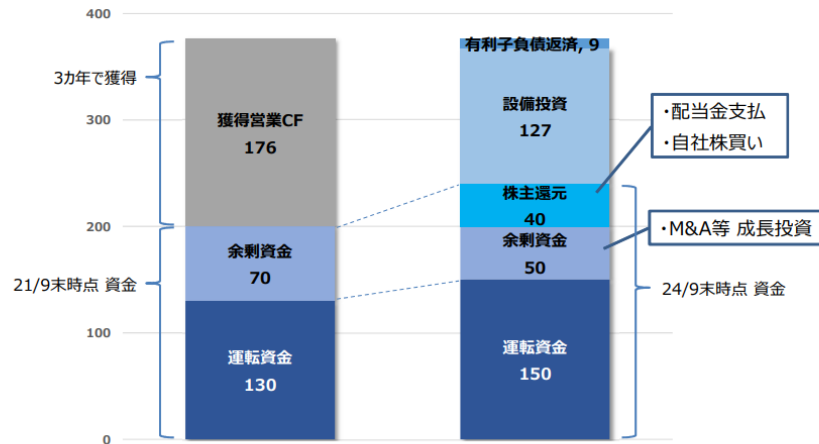 400
300
200
100
0
3カ年で獲得
獲得営業CF
176
21/9末時点 資金
余剰資金
70
運転資金
130
有利子負債返済, 9
設備投資
127
株主還元
40
余剰資金
50
運転資金
150
・配当金支払
・自社株買い
・M&A等 成長投資
24/9末時点 資金